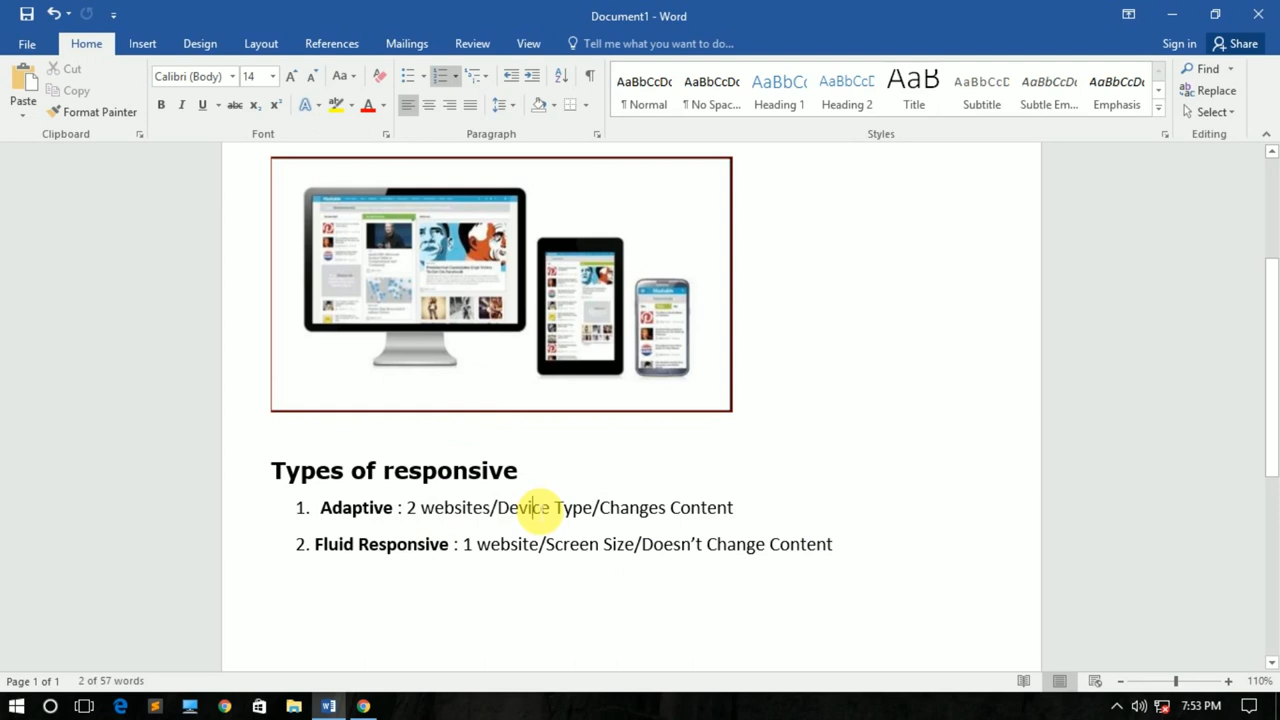 Document1 - Word
File Home Insert Design Layout References Mailings Review View Tell me what you want to do... Sign in Share
Cut
Copy
Format Painter
Paste
Clipboard
Calibri (Body) 14
Font
Paragraph
AaBbCcDc AaBbCcDc AaBbCc AaBbCcD AaB AaBbCcD AaBbCcDc AaBbCcDc
¶ Normal ¶ No Spac... Heading 1 Heading 2 Title Subtitle Subtle Em... Emphasis
Styles
Find
Replace
Select
Editing
Types of responsive
1. Adaptive : 2 websites/Device Type/Changes Content
2. Fluid Responsive : 1 website/Screen Size/Doesn’t Change Content
Page 1 of 1 2 of 57 words 110%
7:53 PM